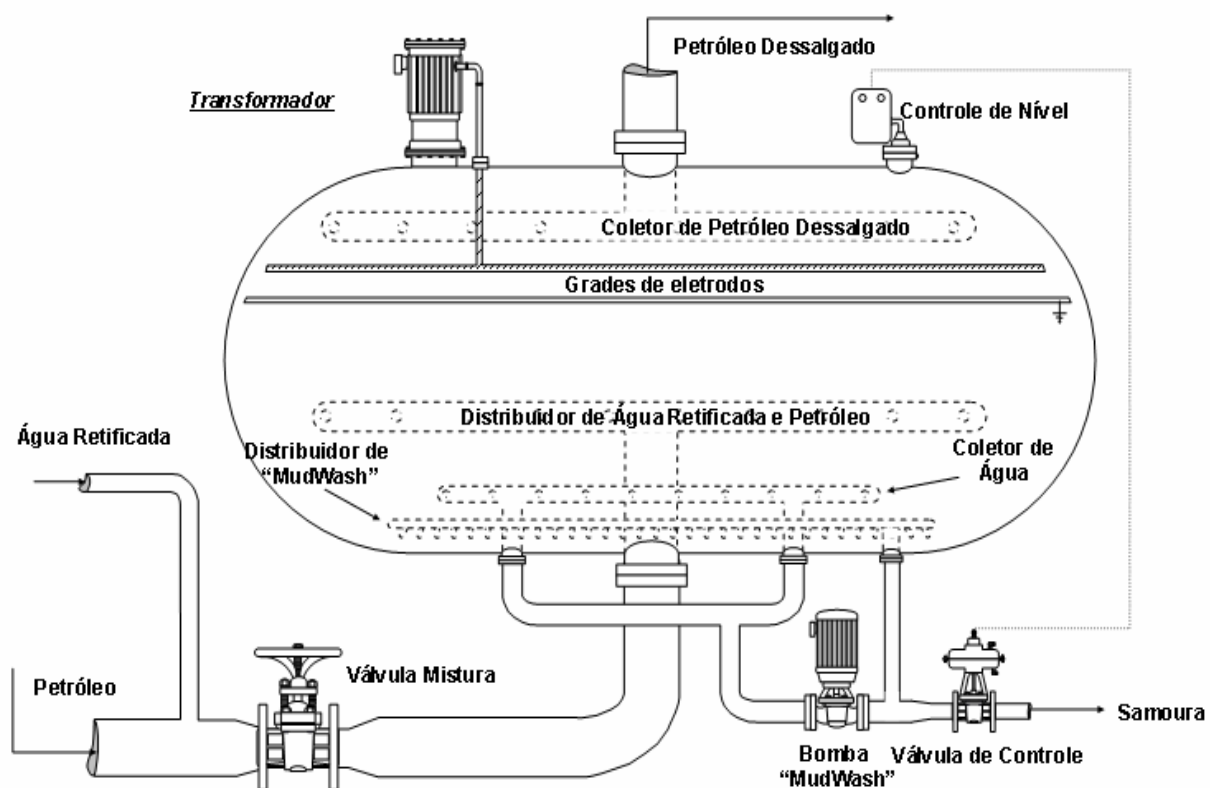 Petróleo Dessalgado
Transformador
Controle de Nível
Coletor de Petróleo Dessalgado
Grades de eletrodos
Distribuidor de Água Retificada e Petróleo
Água Retificada
Distribuidor de
“MudWash”
Coletor de
Água
Petróleo
Válvula Mistura
Samoura
Bomba
“MudWash”
Válvula de Controle